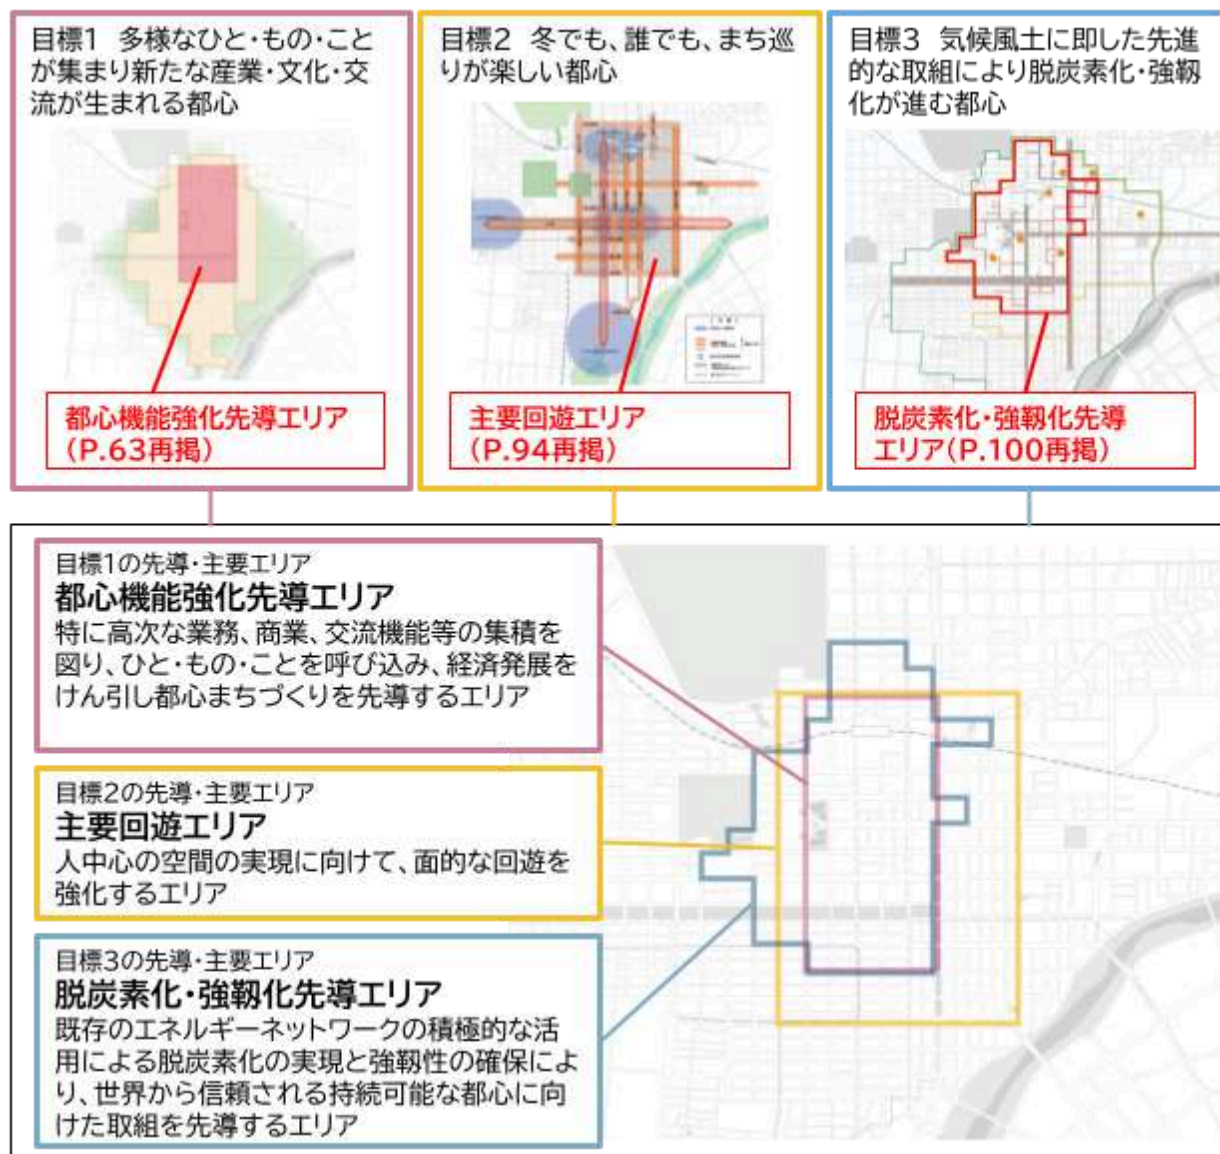 目標1 多様なひと・もの・こと
が集まり新たな産業・文化・交
流が生まれる都心
都心機能強化先導エリア
(P.63再掲)
目標2 冬でも、誰でも、まち巡
りが楽しい都心
主要回遊エリア
(P.94再掲)
目標3 気候風土に即した先進
的な取組により脱炭素化・強靱
化が進む都心
脱炭素化・強靱化先導
エリア(P.100再掲)
目標1の先導・主要エリア
都心機能強化先導エリア
特に高次な業務、商業、交流機能等の集積を
図り、ひと・もの・ことを呼び込み、経済発展を
けん引し都心まちづくりを先導するエリア
目標2の先導・主要エリア
主要回遊エリア
人中心の空間の実現に向けて、面的な回遊を
強化するエリア
目標3の先導・主要エリア
脱炭素化・強靱化先導エリア
既存のエネルギーネットワークの積極的な活
用による脱炭素化の実現と強靱性の確保によ
り、世界から信頼される持続可能な都心に向
けた取組を先導するエリア